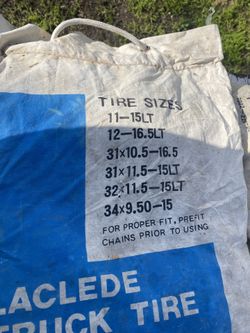 TIRE SIZES
11-15LT
12-16.5LT
31x10.5-16.5
31x11.5-15LT
32x11.5-15LT
34x9.50-15
FOR PROPER FIT, PREFIT
CHAINS PRIOR TO USING
LACLEDE
TRUCK TIRE